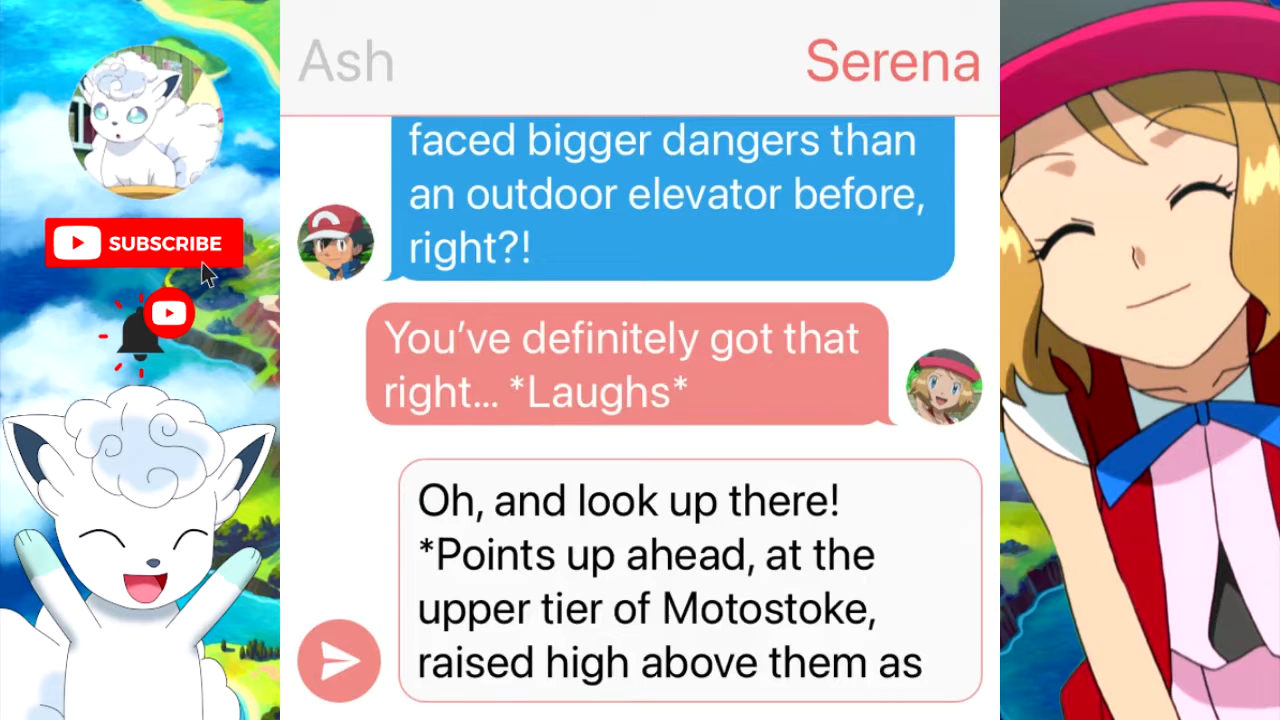 Ash
Serena
faced bigger dangers than
an outdoor elevator before,
right?!
SUBSCRIBE
You’ve definitely got that
right... *Laughs*
Oh, and look up there!
*Points up ahead, at the
upper tier of Motostoke,
raised high above them as